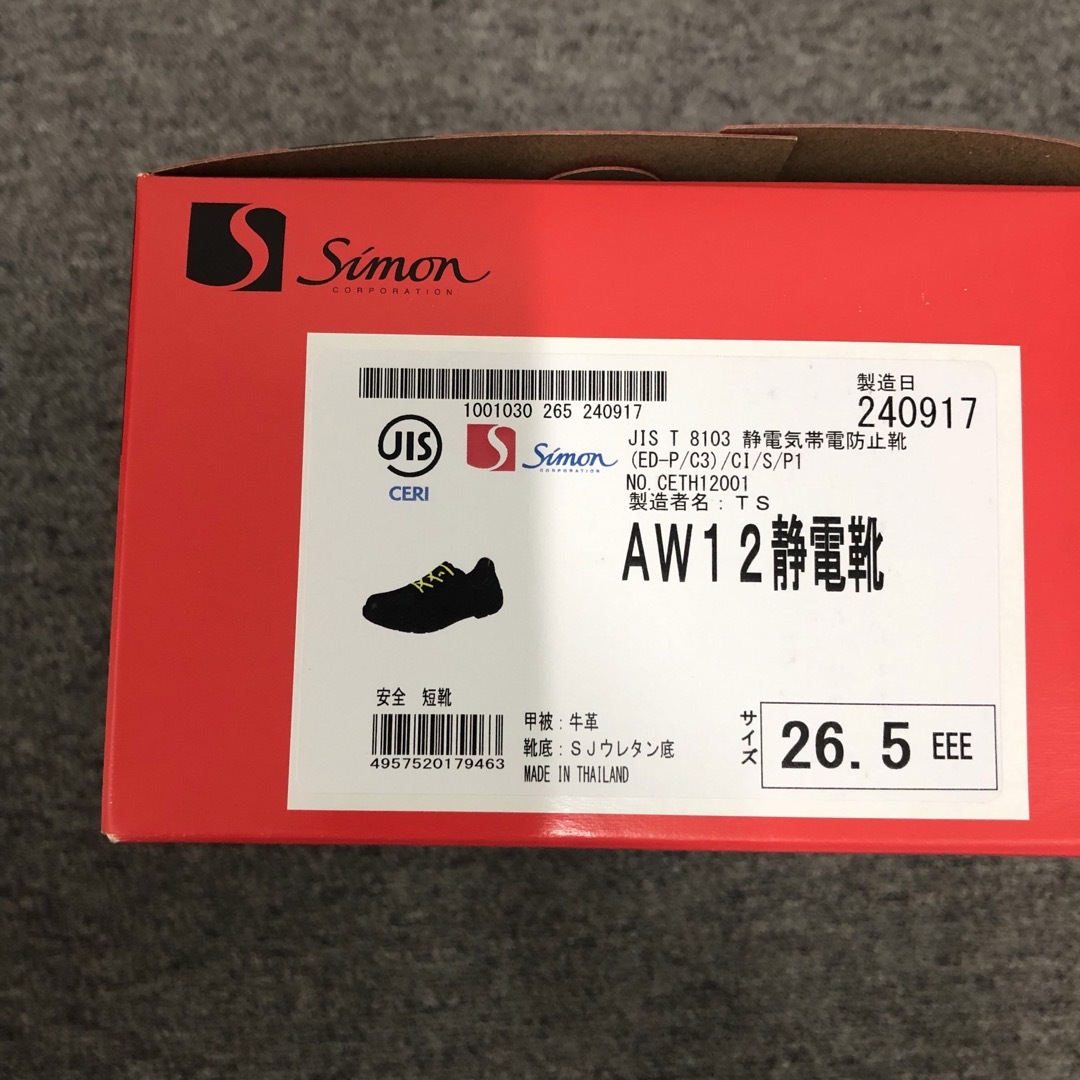 Simon
CORPORATION
製造日
240917
1001030 265 240917
JIS
CERI
Simon
CORPORATION
JIS T 8103 静電気帯電防止靴
(ED-P/C3)/CI/S/P1
NO.CETH12001
製造者名：TS
AW12静電靴
安全 短靴
4957520179463
甲被：牛革
靴底：SJウレタン底
MADE IN THAILAND
サイズ
26.5 EEE